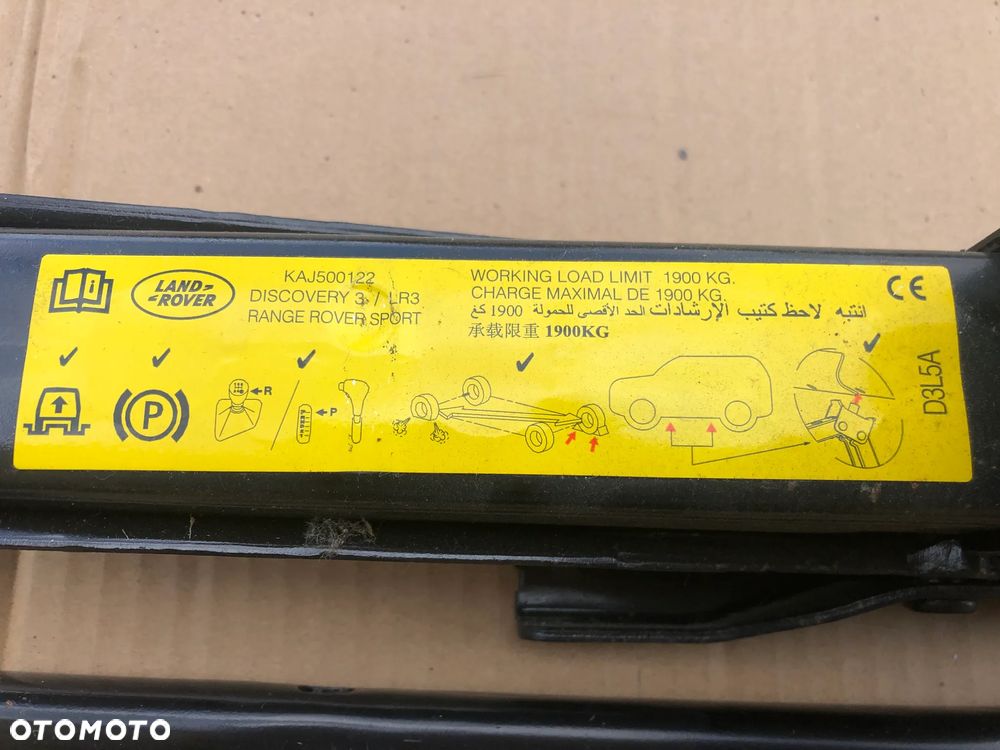 LAND-
-ROVER
KAJ500122
DISCOVERY 3 / LR3
RANGE ROVER SPORT
WORKING LOAD LIMIT 1900 KG.
CHARGE MAXIMAL DE 1900 KG.
انتبه لاحظ كتيب الإرشادات الحد الأقصى للحمولة 1900 كغ
承载限重 1900KG
D3L5A
P
R
P
OTOMOTO